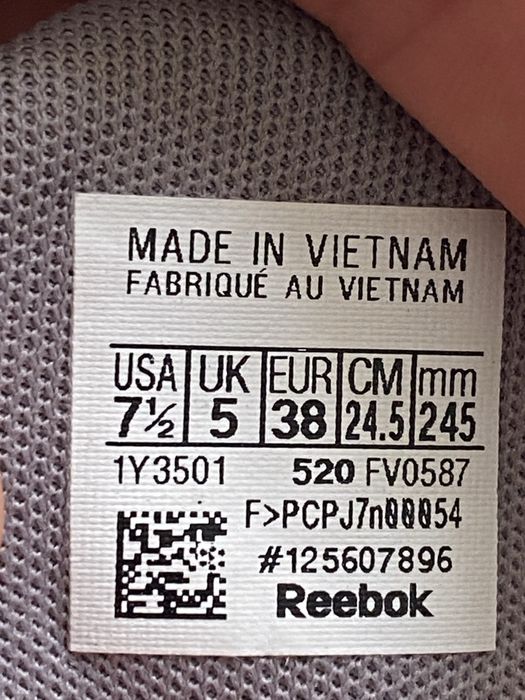 MADE IN VIETNAM
FABRIQUÉ AU VIETNAM
USA UK EUR CM mm
7½ 5 38 24.5 245
1Y3501 520 FV0587
F>PCPJ7n00054
#125607896
Reebok